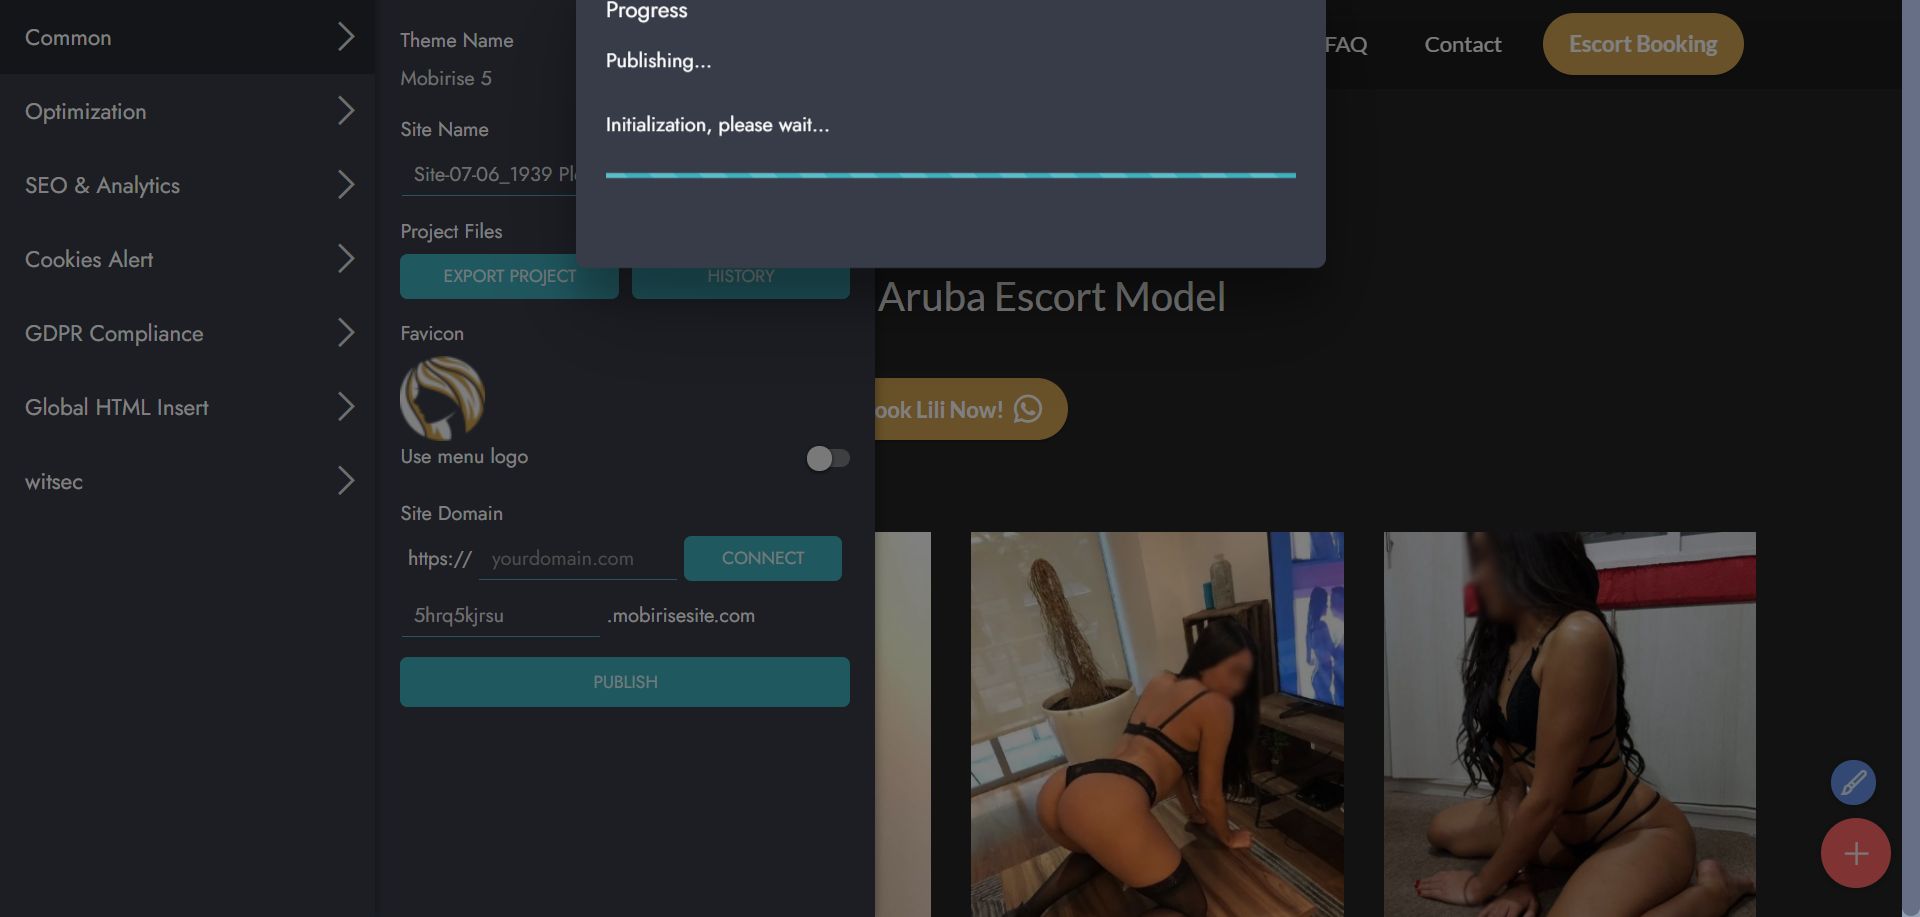 Common
Optimization
SEO & Analytics
Cookies Alert
GDPR Compliance
Global HTML Insert
witsec
Theme Name
Mobirise 5
Site Name
Site-07-06_1939
Project Files
EXPORT PROJECT
HISTORY
Favicon
Use menu logo
Site Domain
https://
yourdomain.com
CONNECT
5hrq5kjrsu
.mobirisesite.com
PUBLISH
Progress
Publishing...
Initialization, please wait...
FAQ
Contact
Escort Booking
Aruba Escort Model
ook Lili Now!